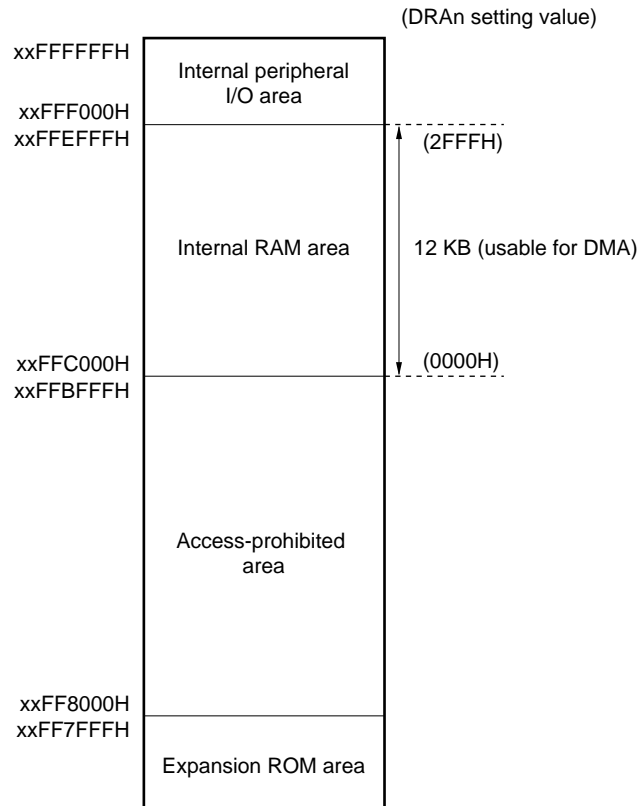 (DRAn setting value)
xxFFFFFFH
Internal peripheral
I/O area
xxFFF000H
xxFFEFFFH
(2FFFH)
Internal RAM area
12 KB (usable for DMA)
xxFFC000H
(0000H)
xxFFBFFFH
Access-prohibited
area
xxFF8000H
xxFF7FFFH
Expansion ROM area